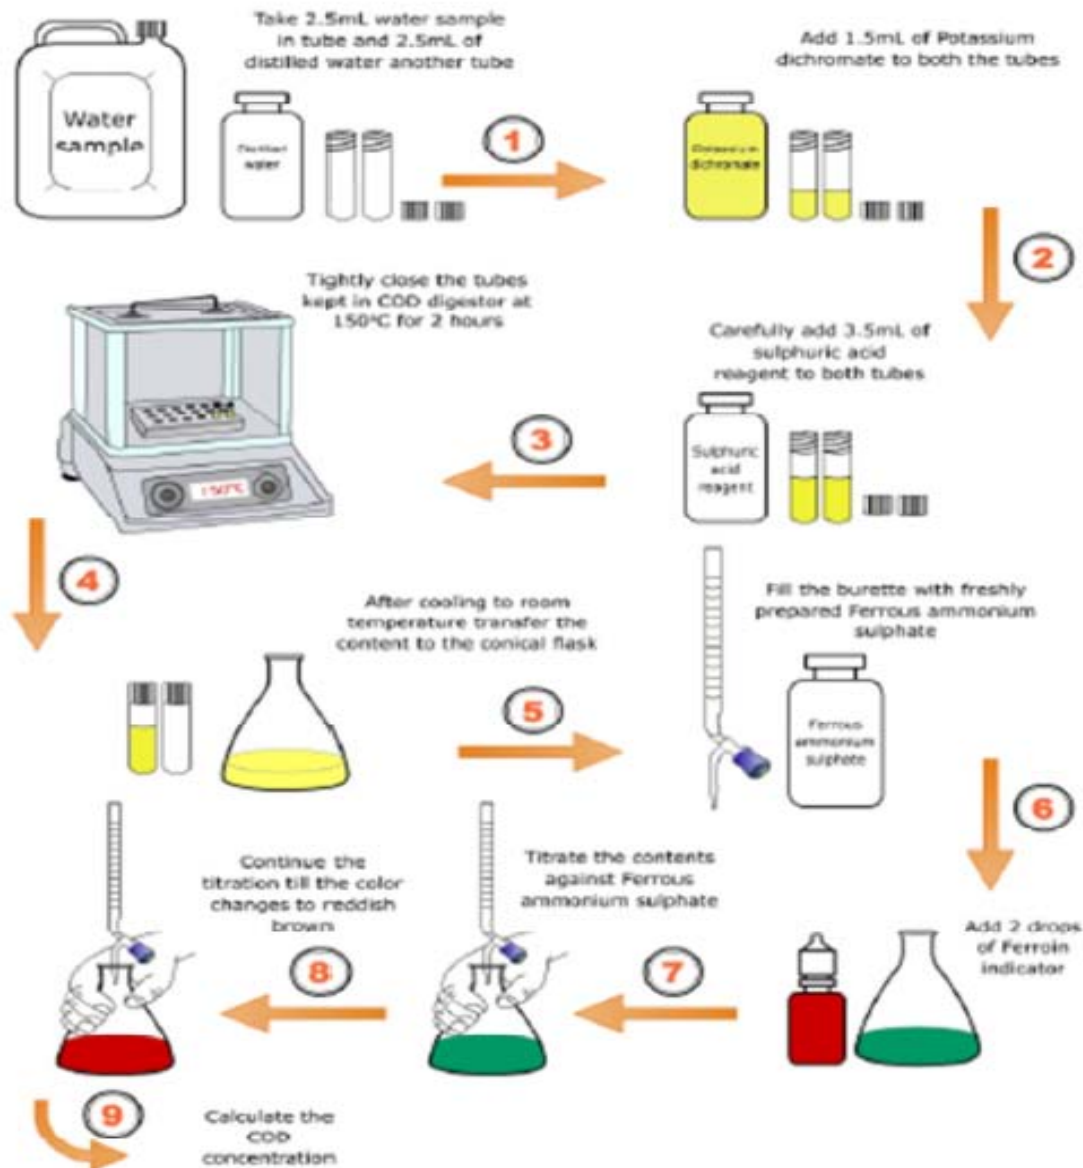 Take 2.5mL water sample
in tube and 2.5mL of
distilled water another tube
Water
sample
Distilled
water
1
Add 1.5mL of Potassium
dichromate to both the tubes
Potassium
dichromate
2
Carefully add 3.5mL of
sulphuric acid
reagent to both tubes
Sulphuric
acid
reagent
3
Tightly close the tubes
kept in COD digestor at
150°C for 2 hours
150°C
4
After cooling to room
temperature transfer the
content to the conical flask
5
Fill the burette with freshly
prepared Ferrous ammonium
sulphate
Ferrous
ammonium
sulphate
6
Add 2 drops
of Ferroin
indicator
7
Titrate the contents
against Ferrous
ammonium sulphate
8
Continue the
titration till the color
changes to reddish
brown
9
Calculate the
COD
concentration